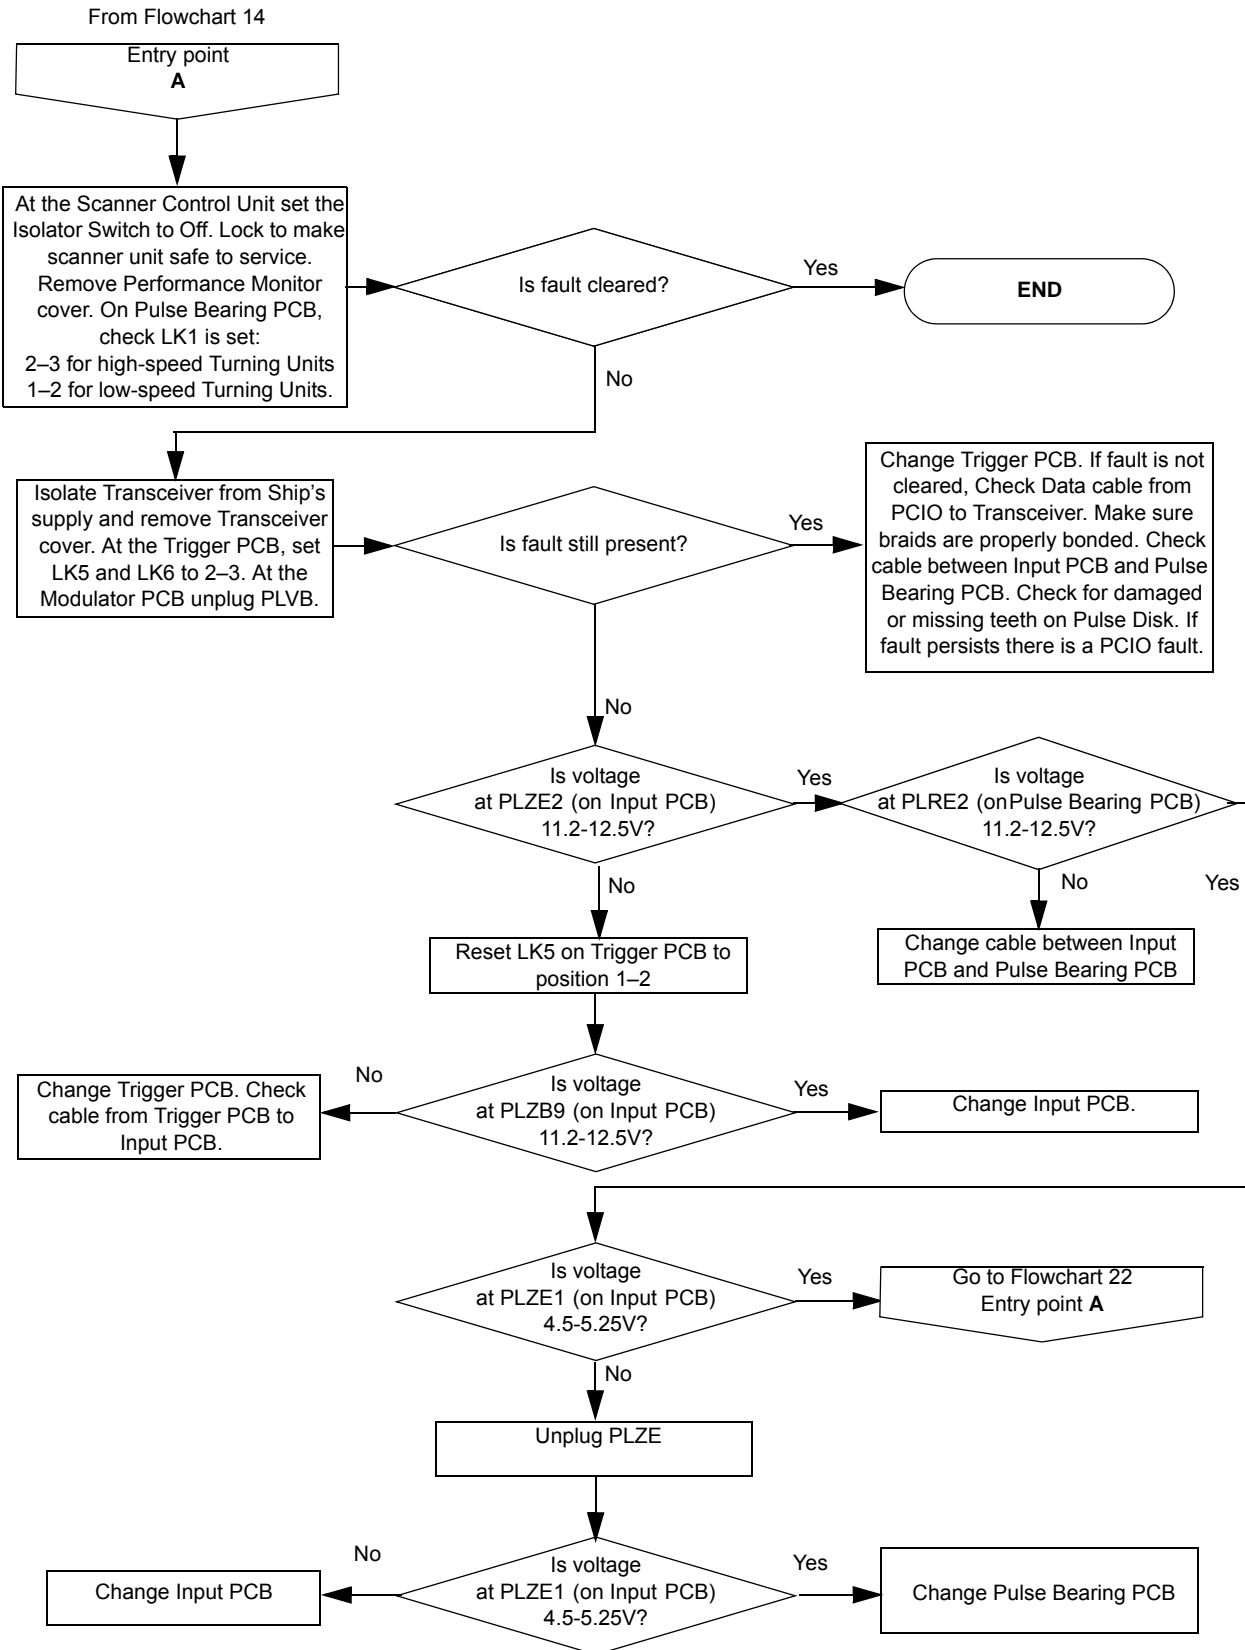 From Flowchart 14
Entry point
A
At the Scanner Control Unit set the
Isolator Switch to Off. Lock to make
scanner unit safe to service.
Remove Performance Monitor
cover. On Pulse Bearing PCB,
check LK1 is set:
2–3 for high-speed Turning Units
1–2 for low-speed Turning Units.
Is fault cleared?
Yes
END
No
Isolate Transceiver from Ship's
supply and remove Transceiver
cover. At the Trigger PCB, set
LK5 and LK6 to 2–3. At the
Modulator PCB unplug PLVB.
Is fault still present?
Yes
Change Trigger PCB. If fault is not
cleared, Check Data cable from
PCIO to Transceiver. Make sure
braids are properly bonded. Check
cable between Input PCB and Pulse
Bearing PCB. Check for damaged
or missing teeth on Pulse Disk. If
fault persists there is a PCIO fault.
No
Is voltage
at PLZE2 (on Input PCB)
11.2-12.5V?
Yes
Is voltage
at PLRE2 (onPulse Bearing PCB)
11.2-12.5V?
No
No
Yes
Reset LK5 on Trigger PCB to
position 1–2
Change cable between Input
PCB and Pulse Bearing PCB
Change Trigger PCB. Check
cable from Trigger PCB to
Input PCB.
No
Is voltage
at PLZB9 (on Input PCB)
11.2-12.5V?
Yes
Change Input PCB.
Is voltage
at PLZE1 (on Input PCB)
4.5-5.25V?
Yes
Go to Flowchart 22
Entry point A
No
Unplug PLZE
Change Input PCB
No
Is voltage
at PLZE1 (on Input PCB)
4.5-5.25V?
Yes
Change Pulse Bearing PCB